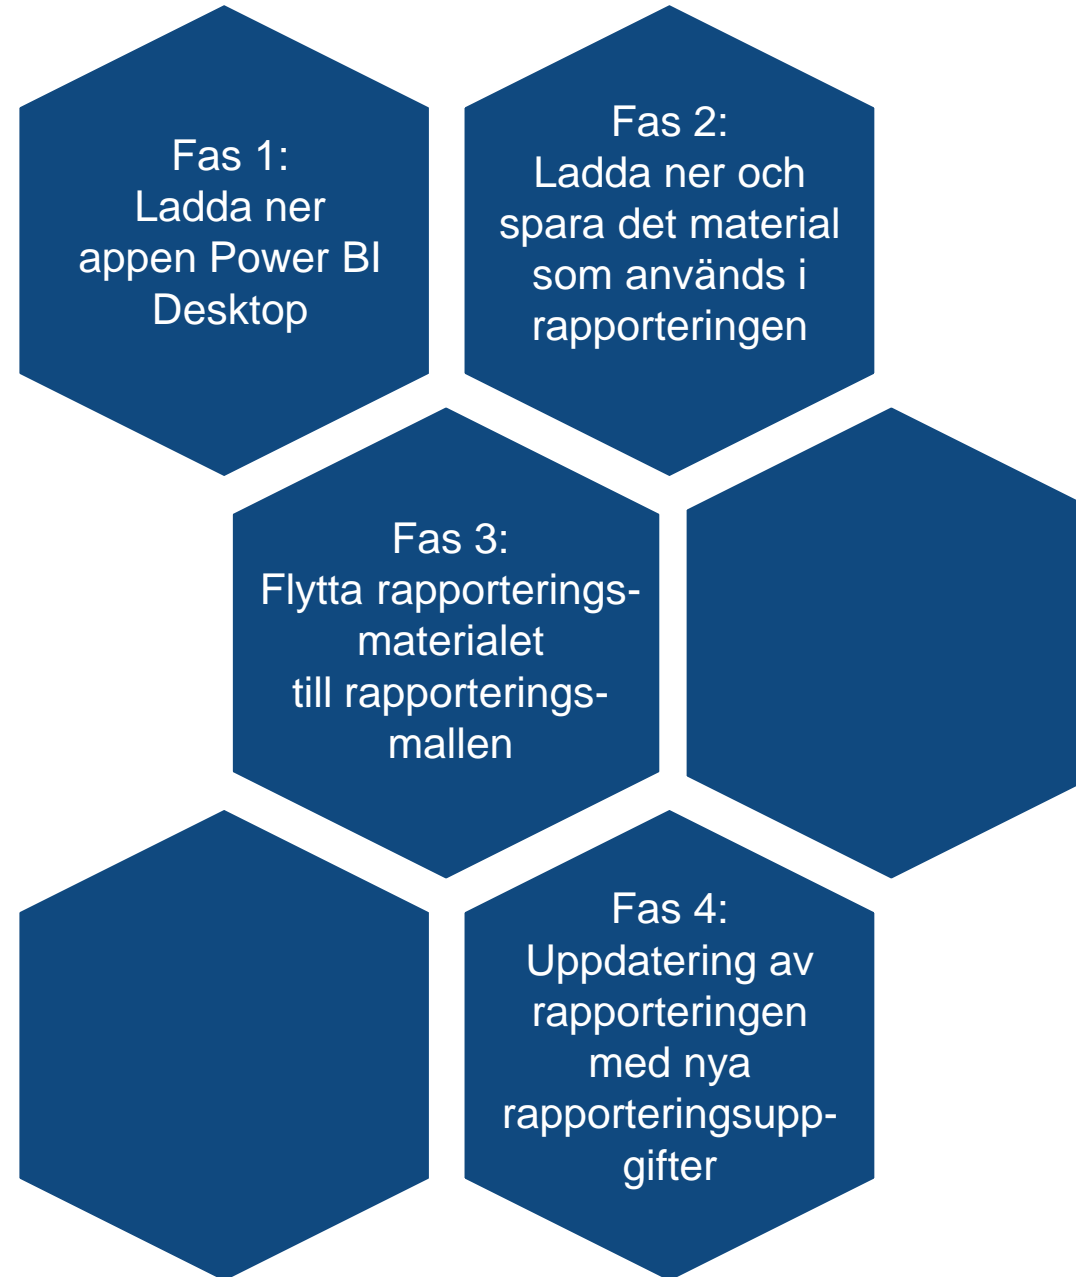 Fas 1:
Ladda ner
appen Power BI
Desktop
Fas 2:
Ladda ner och
spara det material
som används i
rapporteringen
Fas 3:
Flytta rapporterings-
materialet
till rapporterings-
mallen
Fas 4:
Uppdatering av
rapporteringen
med nya
rapporteringsupp-
gifter